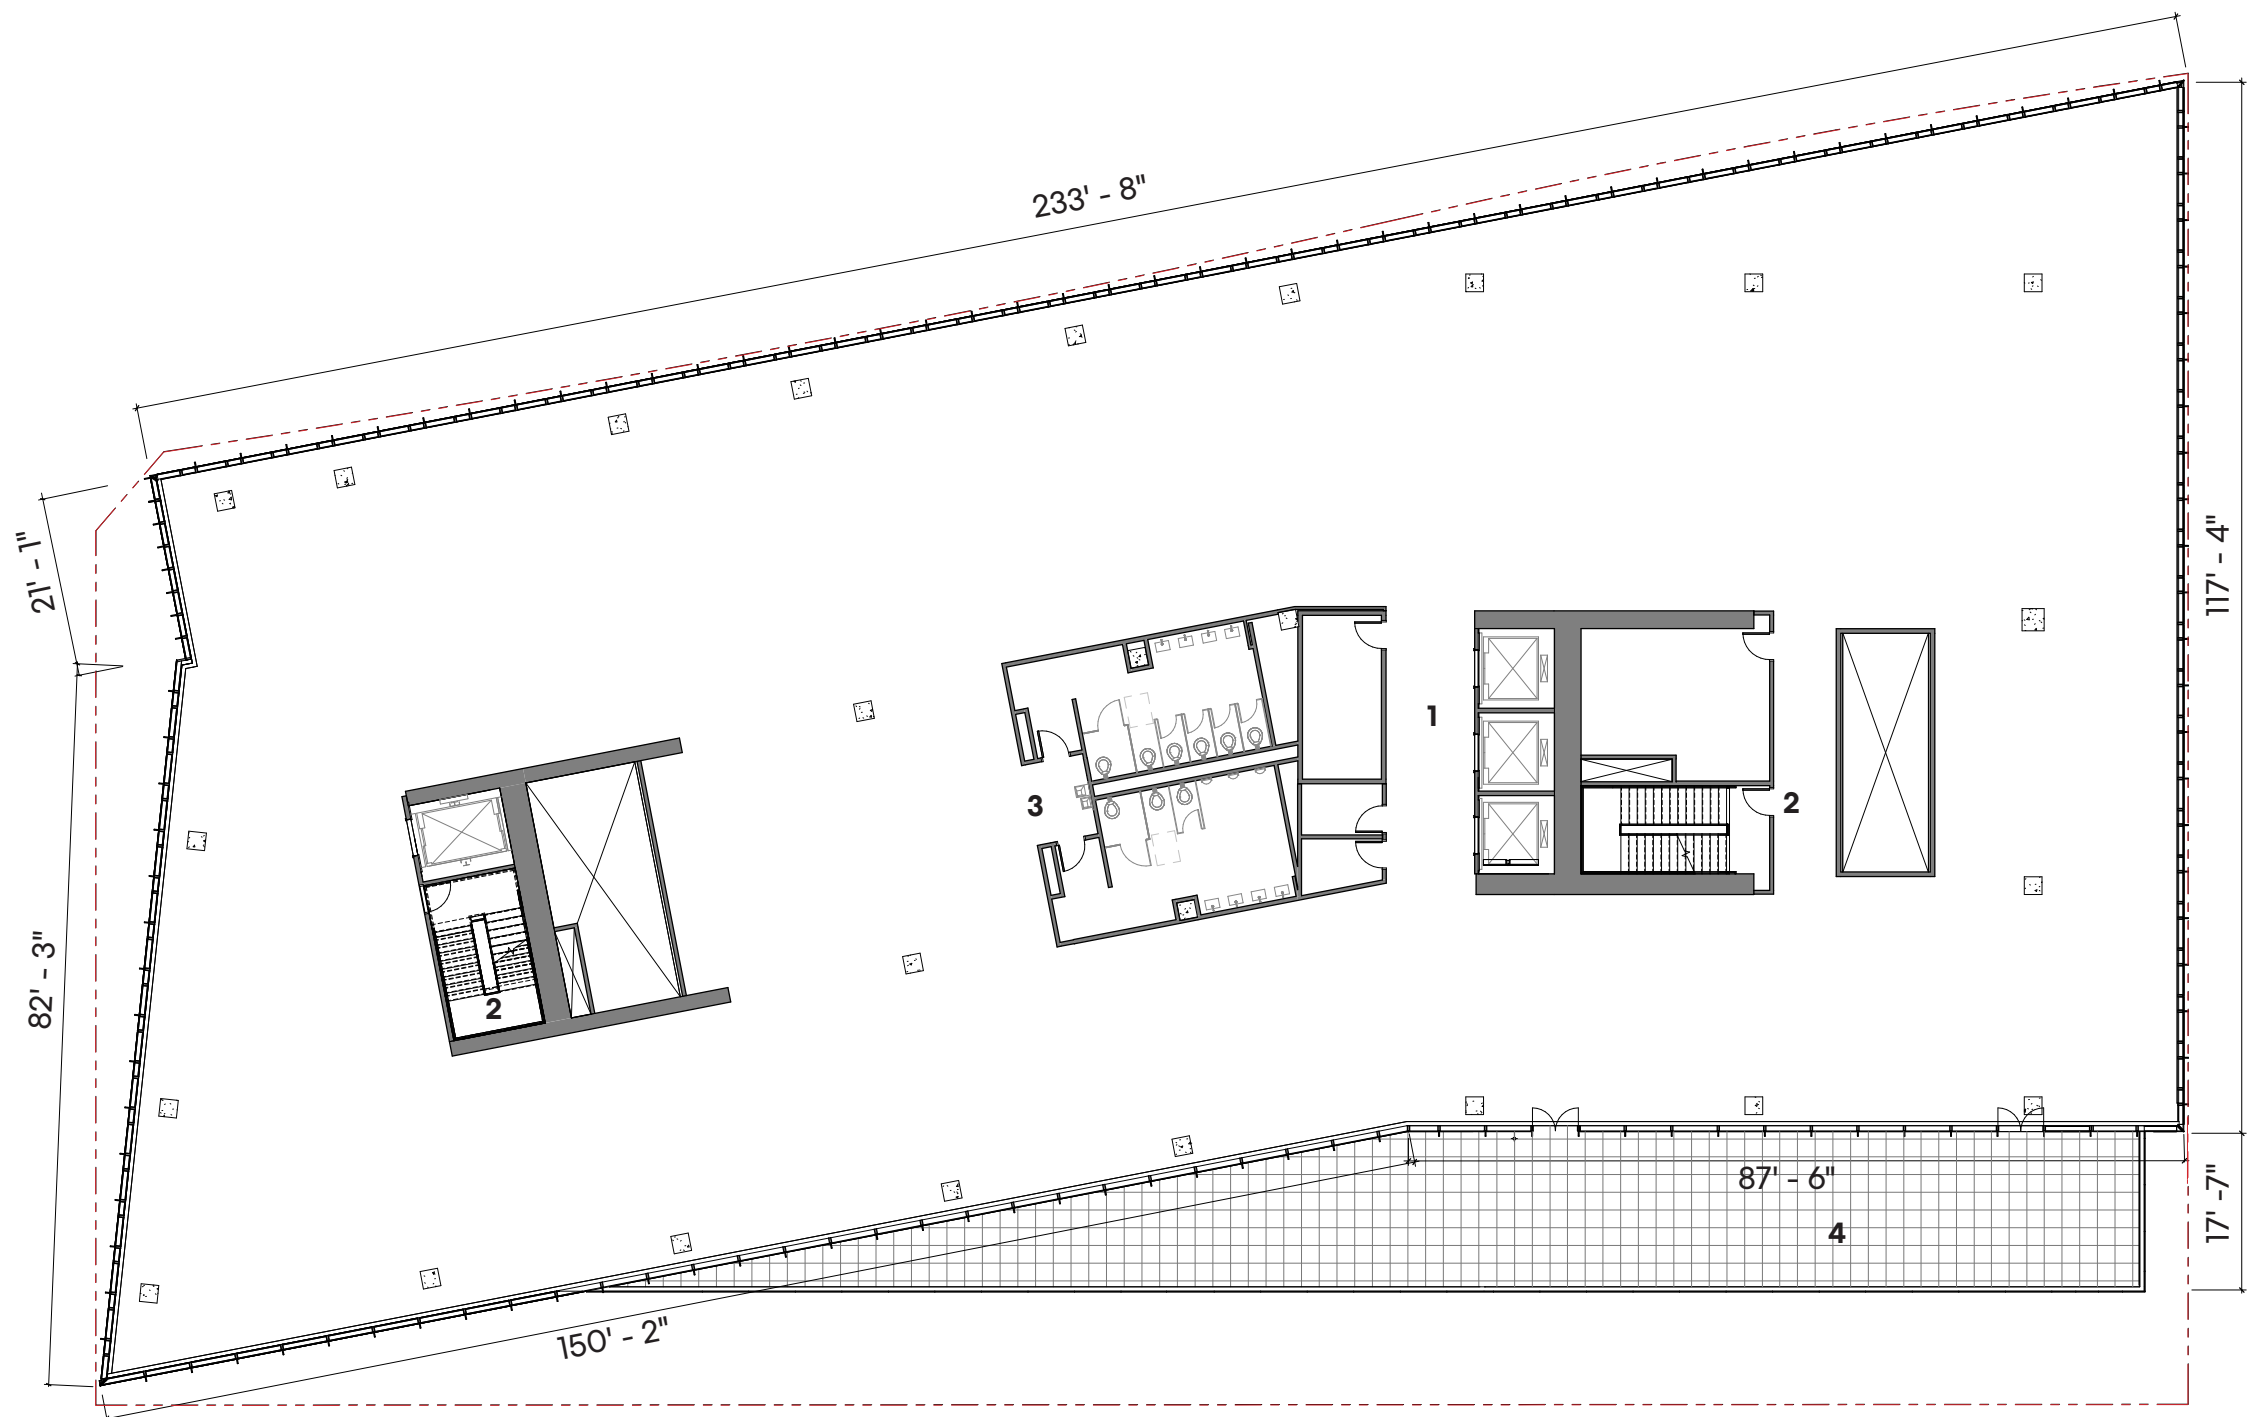 233' - 8"
21' - 1"
117' - 4"
1
2
3
82' - 3"
2
87' - 6"
17' -7"
4
150' - 2"